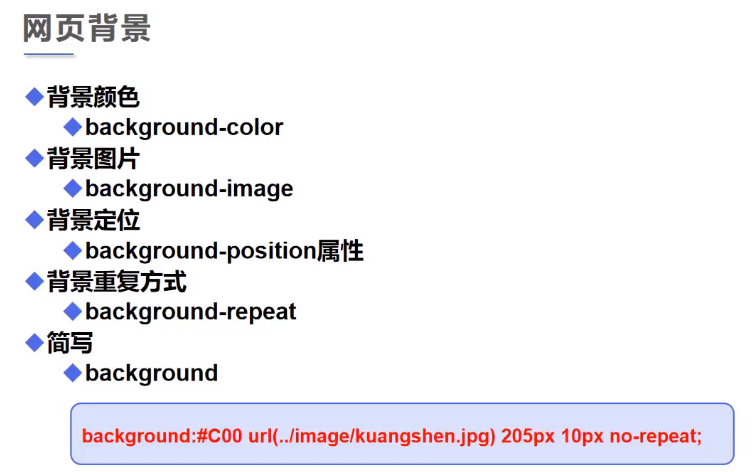 网页背景
背景颜色
background-color
背景图片
background-image
背景定位
background-position属性
背景重复方式
background-repeat
简写
background
background:#C00 url(../image/kuangshen.jpg) 205px 10px no-repeat;